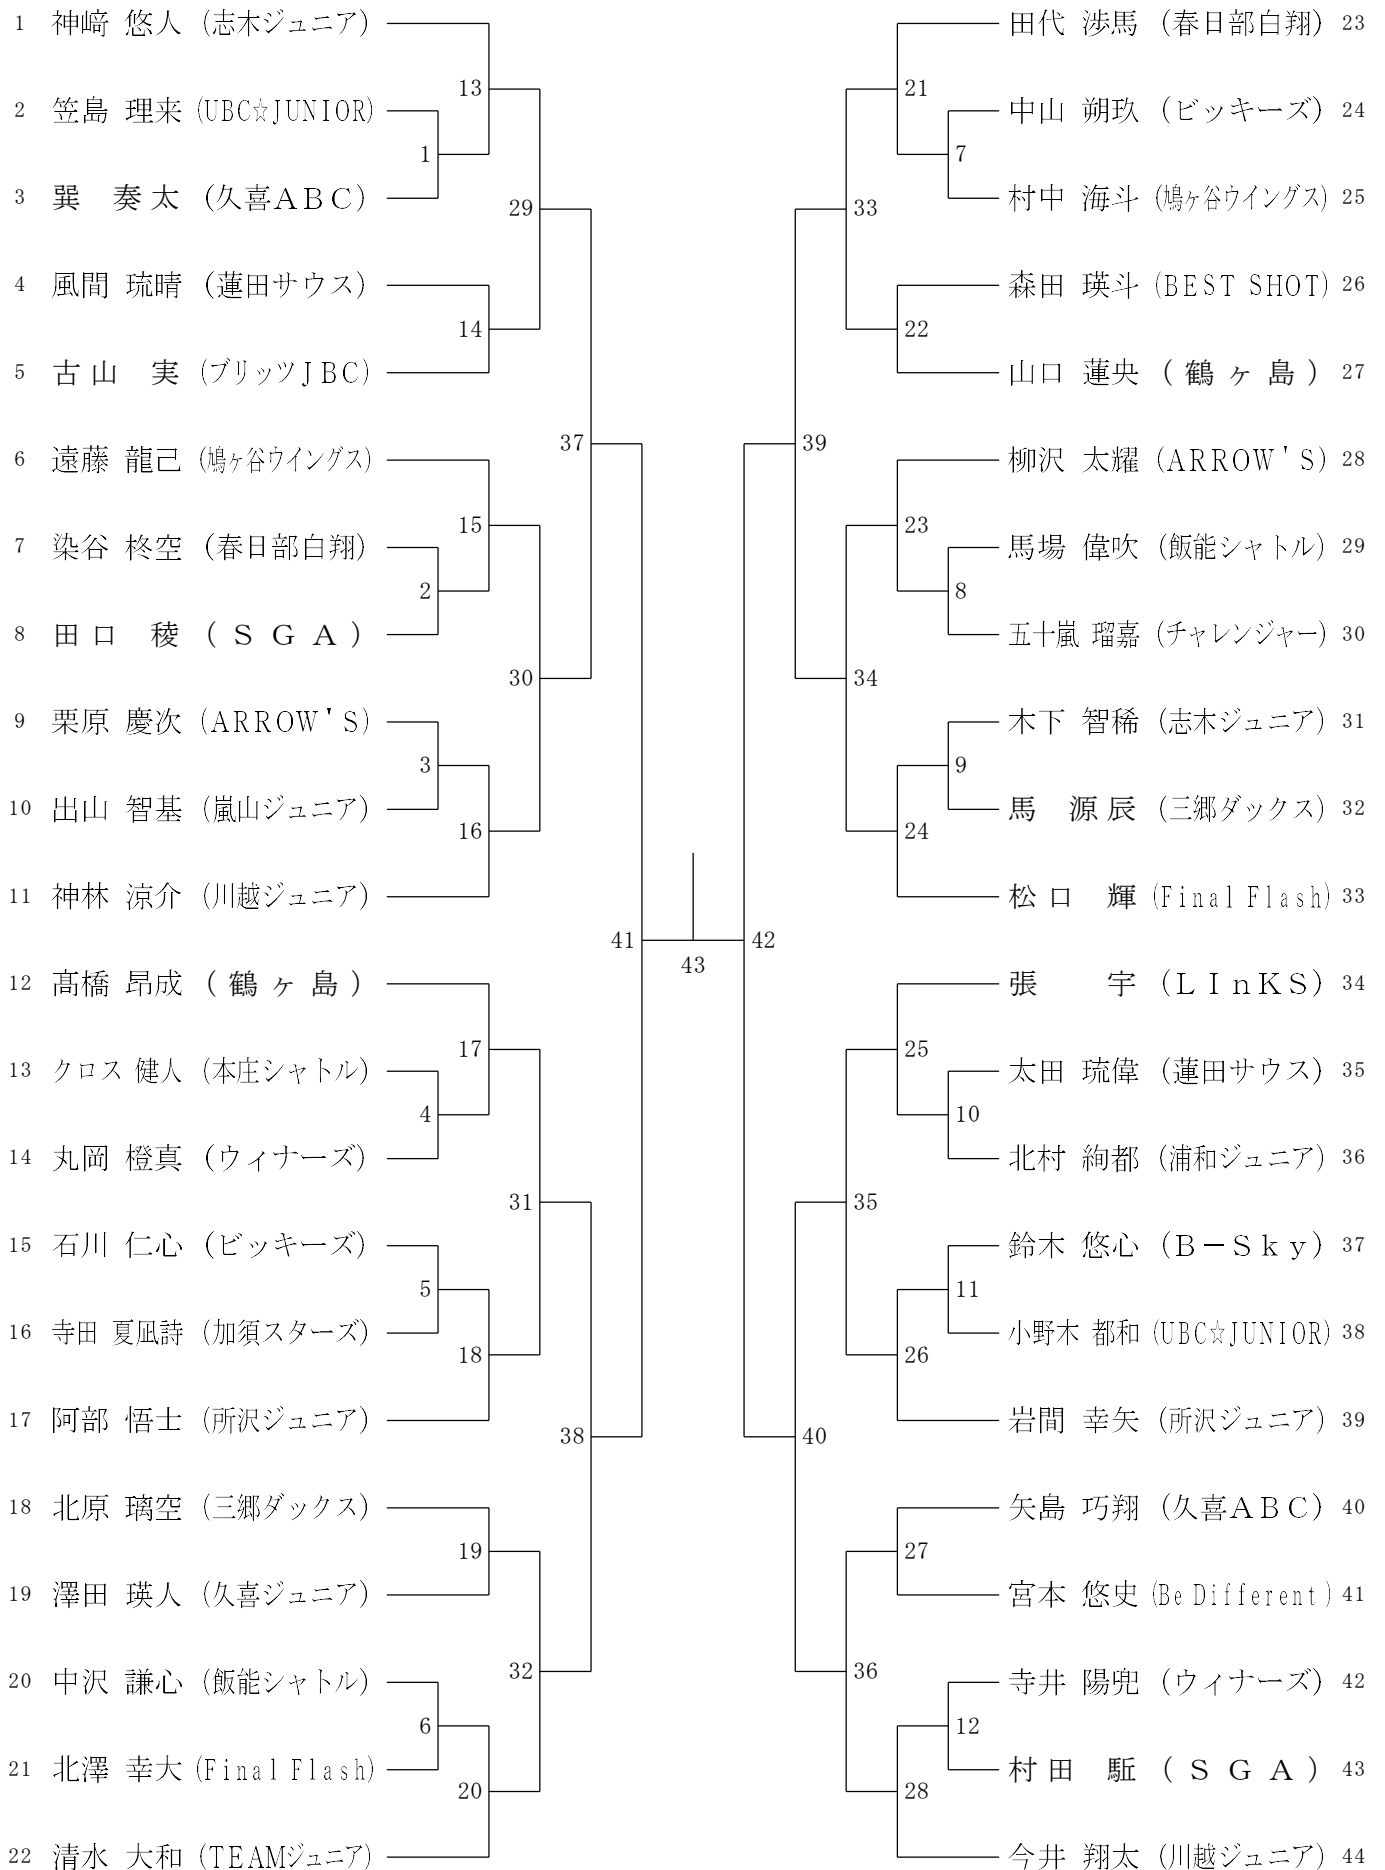 1 神﨑 悠人 (志木ジュニア)
2 笠島 理来 (UBC☆JUNIOR)
3 巽 奏太 (久喜ABC)
4 風間 琉晴 (蓮田サウス)
5 古山 実 (ブリッツJBC)
6 遠藤 龍己 (鳩ヶ谷ウイングス)
7 染谷 柊空 (春日部白翔)
8 田口 稜 (SGA)
9 栗原 慶次 (ARROW'S)
10 出山 智基 (嵐山ジュニア)
11 神林 涼介 (川越ジュニア)
12 髙橋 昂成 (鶴ヶ島)
13 クロス 健人 (本庄シャトル)
14 丸岡 橙真 (ウィナーズ)
15 石川 仁心 (ビッキーズ)
16 寺田 夏凪詩 (加須スターズ)
17 阿部 悟士 (所沢ジュニア)
18 北原 璃空 (三郷ダックス)
19 澤田 瑛人 (久喜ジュニア)
20 中沢 謙心 (飯能シャトル)
21 北澤 幸大 (Final Flash)
22 清水 大和 (TEAMジュニア)
13
1
29
14
37
15
2
30
3
16
41
17
4
31
5
18
38
19
32
6
20
43
21
7
33
22
39
23
8
34
9
24
42
25
10
35
11
26
40
27
36
12
28
田代 渉馬 (春日部白翔) 23
中山 朔玖 (ビッキーズ) 24
村中 海斗 (鳩ヶ谷ウイングス) 25
森田 瑛斗 (BEST SHOT) 26
山口 蓮央 (鶴ヶ島) 27
柳沢 太耀 (ARROW'S) 28
馬場 偉吹 (飯能シャトル) 29
五十嵐 瑠嘉 (チャレンジャー) 30
木下 智稀 (志木ジュニア) 31
馬 源辰 (三郷ダックス) 32
松口 輝 (Final Flash) 33
張 宇 (LInKS) 34
太田 琉偉 (蓮田サウス) 35
北村 絢都 (浦和ジュニア) 36
鈴木 悠心 (B－Sky) 37
小野木 都和 (UBC☆JUNIOR) 38
岩間 幸矢 (所沢ジュニア) 39
矢島 巧翔 (久喜ABC) 40
宮本 悠史 (Be Different) 41
寺井 陽兜 (ウィナーズ) 42
村田 (SGA) 43
今井 翔太 (川越ジュニア) 44